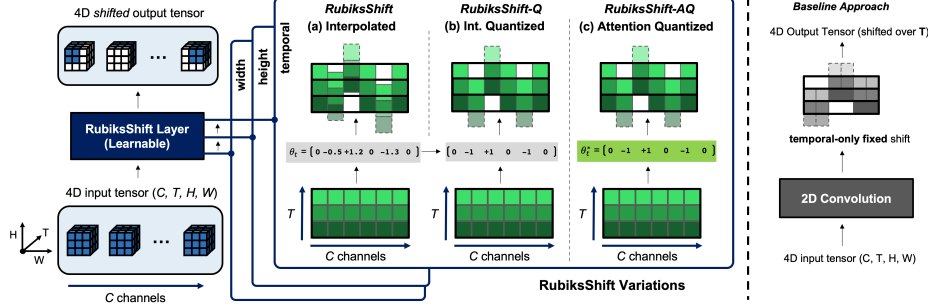 4D shifted output tensor
...
RubiksShift Layer
(Learnable)
4D input tensor (C, T, H, W)
...
H
T
W
C channels
width
height
temporal
RubiksShift
(a) Interpolated
θt = [ 0 -0.5 +1.2 0 -1.3 0 ]
T
C channels
RubiksShift-Q
(b) Int. Quantized
[ 0 -1 +1 0 -1 0 ]
T
C channels
RubiksShift-AQ
(c) Attention Quantized
θt* = [ 0 -1 +1 0 -1 0 ]
T
C channels
RubiksShift Variations
Baseline Approach
4D Output Tensor (shifted over T)
temporal-only fixed shift
2D Convolution
4D input tensor (C, T, H, W)